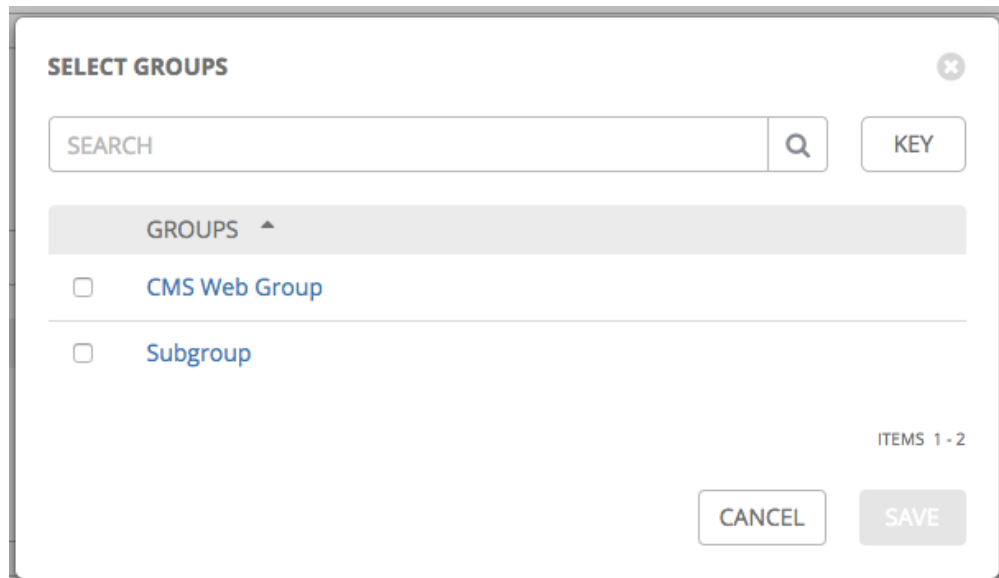 SELECT GROUPS
SEARCH
KEY
GROUPS
CMS Web Group
Subgroup
ITEMS 1 - 2
CANCEL
SAVE